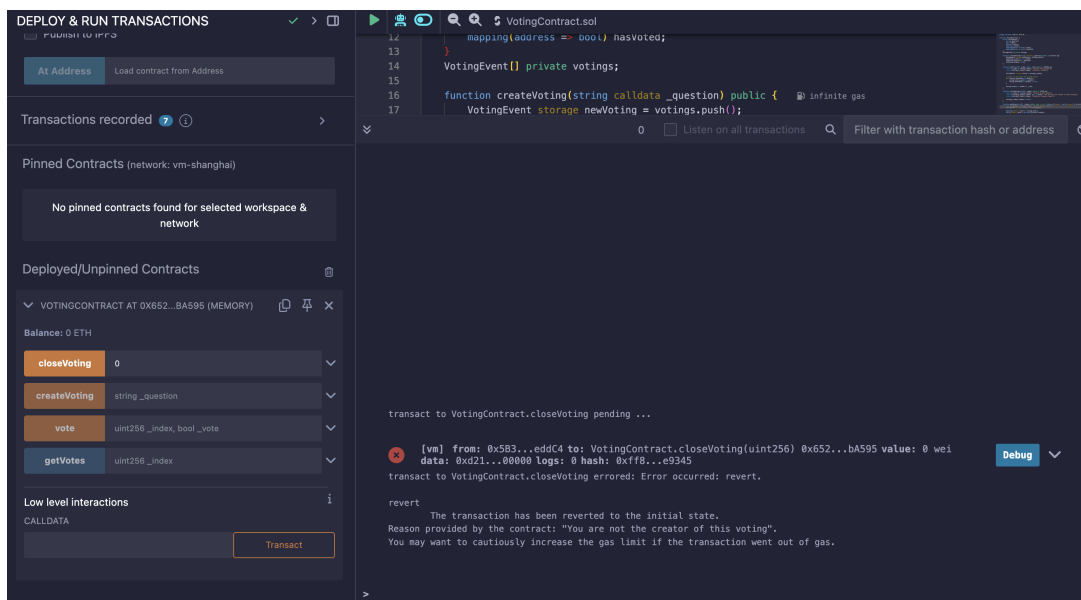 DEPLOY & RUN TRANSACTIONS
Publish to IPFS
At Address
Load contract from Address
Transactions recorded 7 i
Pinned Contracts (network: vm-shanghai)
No pinned contracts found for selected workspace &
network
Deployed/Unpinned Contracts
VOTINGCONTRACT AT 0X652...BA595 (MEMORY)
Balance: 0 ETH
closeVoting 0
createVoting string _question
vote uint256 _index, bool _vote
getVotes uint256 _index
Low level interactions i
CALLDATA
Transact
VotingContract.sol
12 mapping(address => bool) hasVoted;
13 }
14 VotingEvent[] private votings;
15
16 function createVoting(string calldata _question) public { infinite gas
17 VotingEvent storage newVoting = votings.push();
0 Listen on all transactions Filter with transaction hash or address
transact to VotingContract.closeVoting pending ...
[vm] from: 0x5B3...eddC4 to: VotingContract.closeVoting(uint256) 0x652...bA595 value: 0 wei
data: 0xd21...00000 logs: 0 hash: 0xff8...e9345
Debug
transact to VotingContract.closeVoting errored: Error occurred: revert.
revert
The transaction has been reverted to the initial state.
Reason provided by the contract: "You are not the creator of this voting".
You may want to cautiously increase the gas limit if the transaction went out of gas.
>